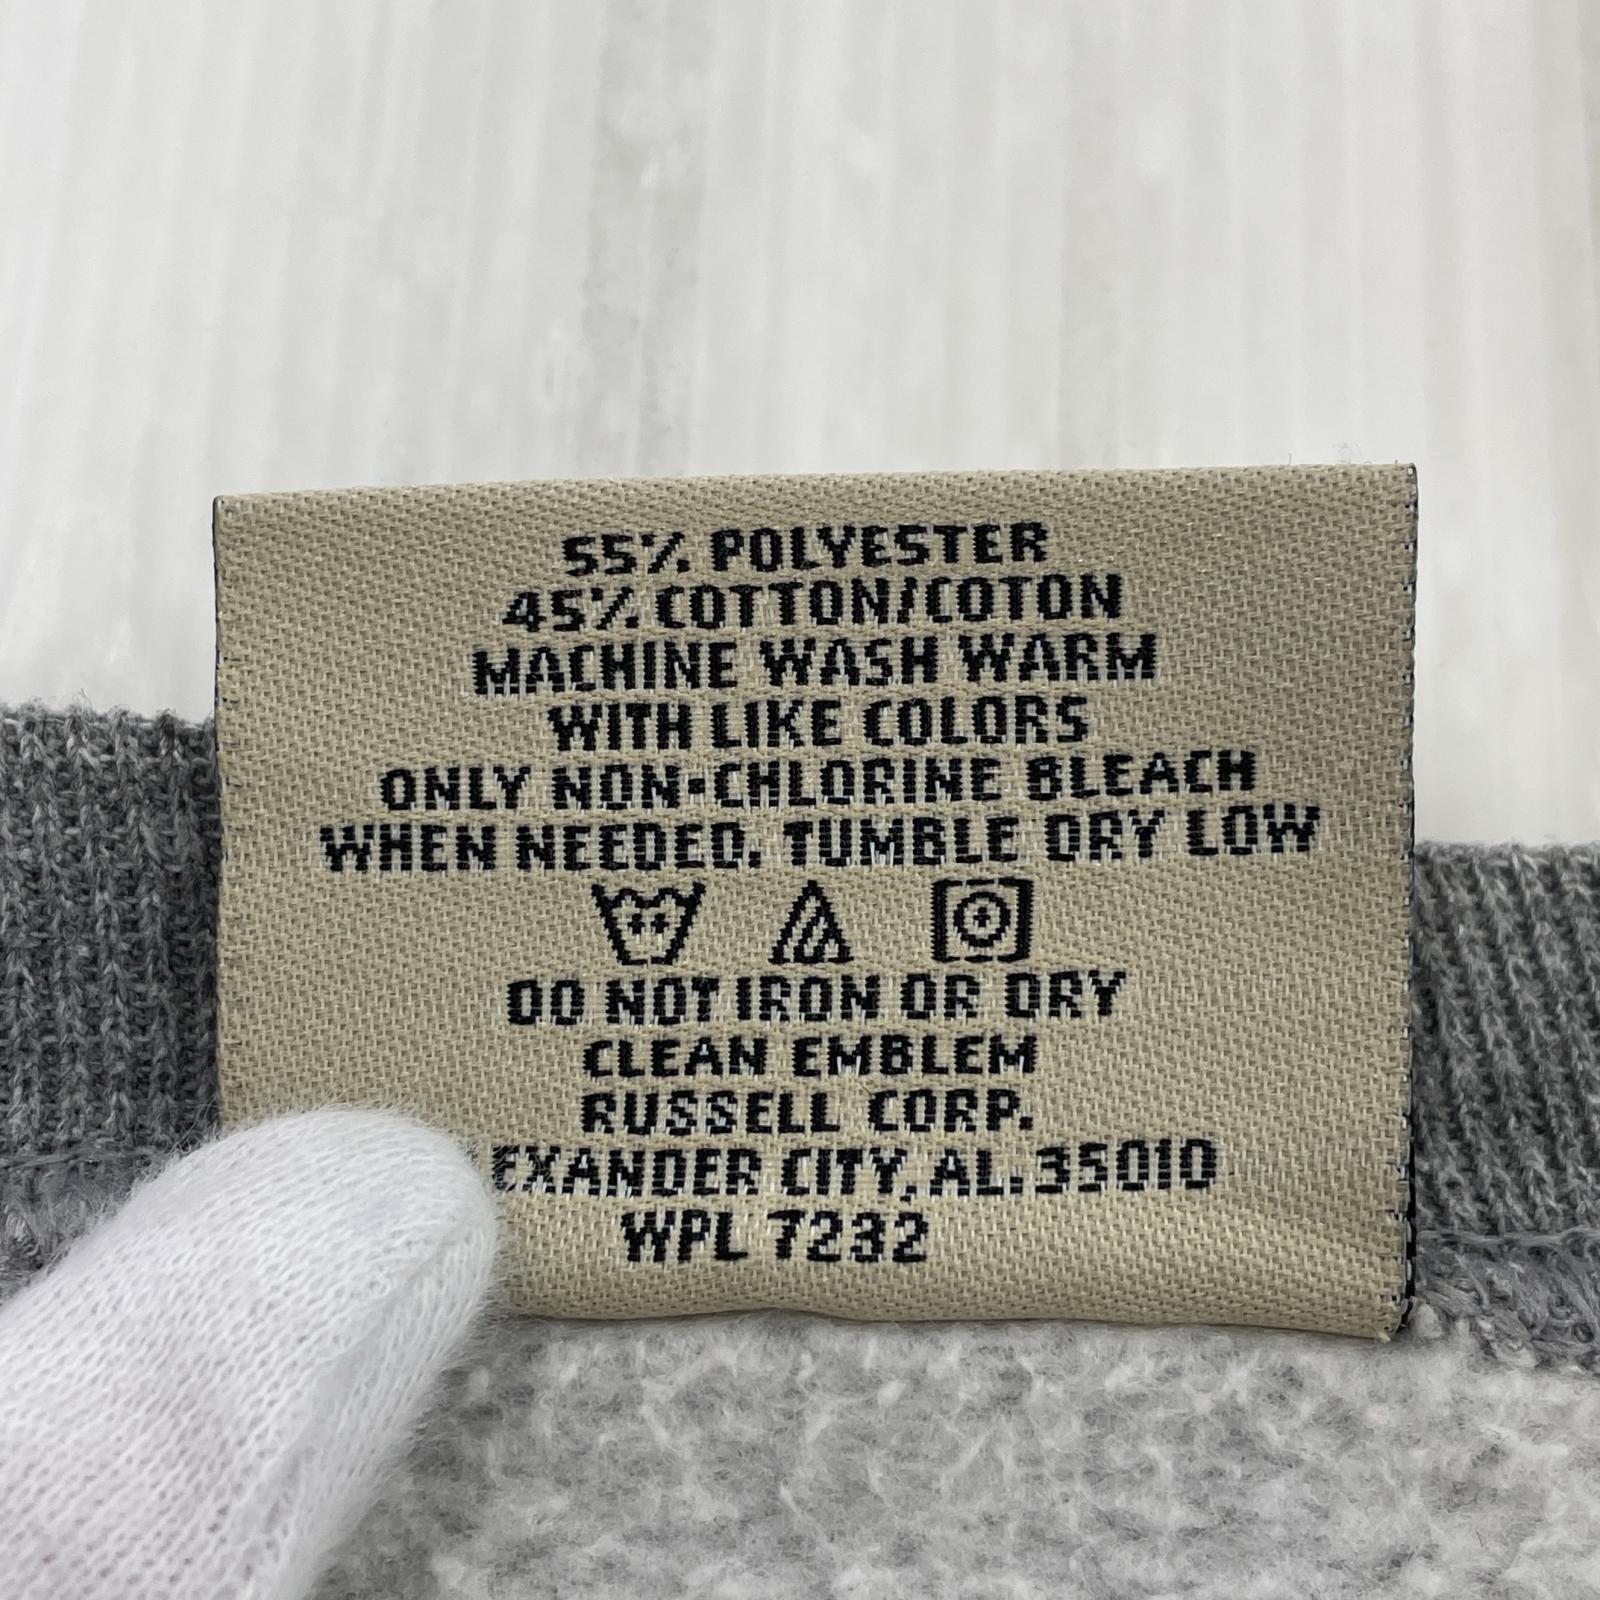 55% POLYESTER
45% COTTON/COTON
MACHINE WASH WARM
WITH LIKE COLORS
ONLY NON-CHLORINE BLEACH
WHEN NEEDED. TUMBLE DRY LOW
DO NOT IRON OR DRY
CLEAN EMBLEM
RUSSELL CORP.
EXANDER CITY, AL. 35010
WPL 7232